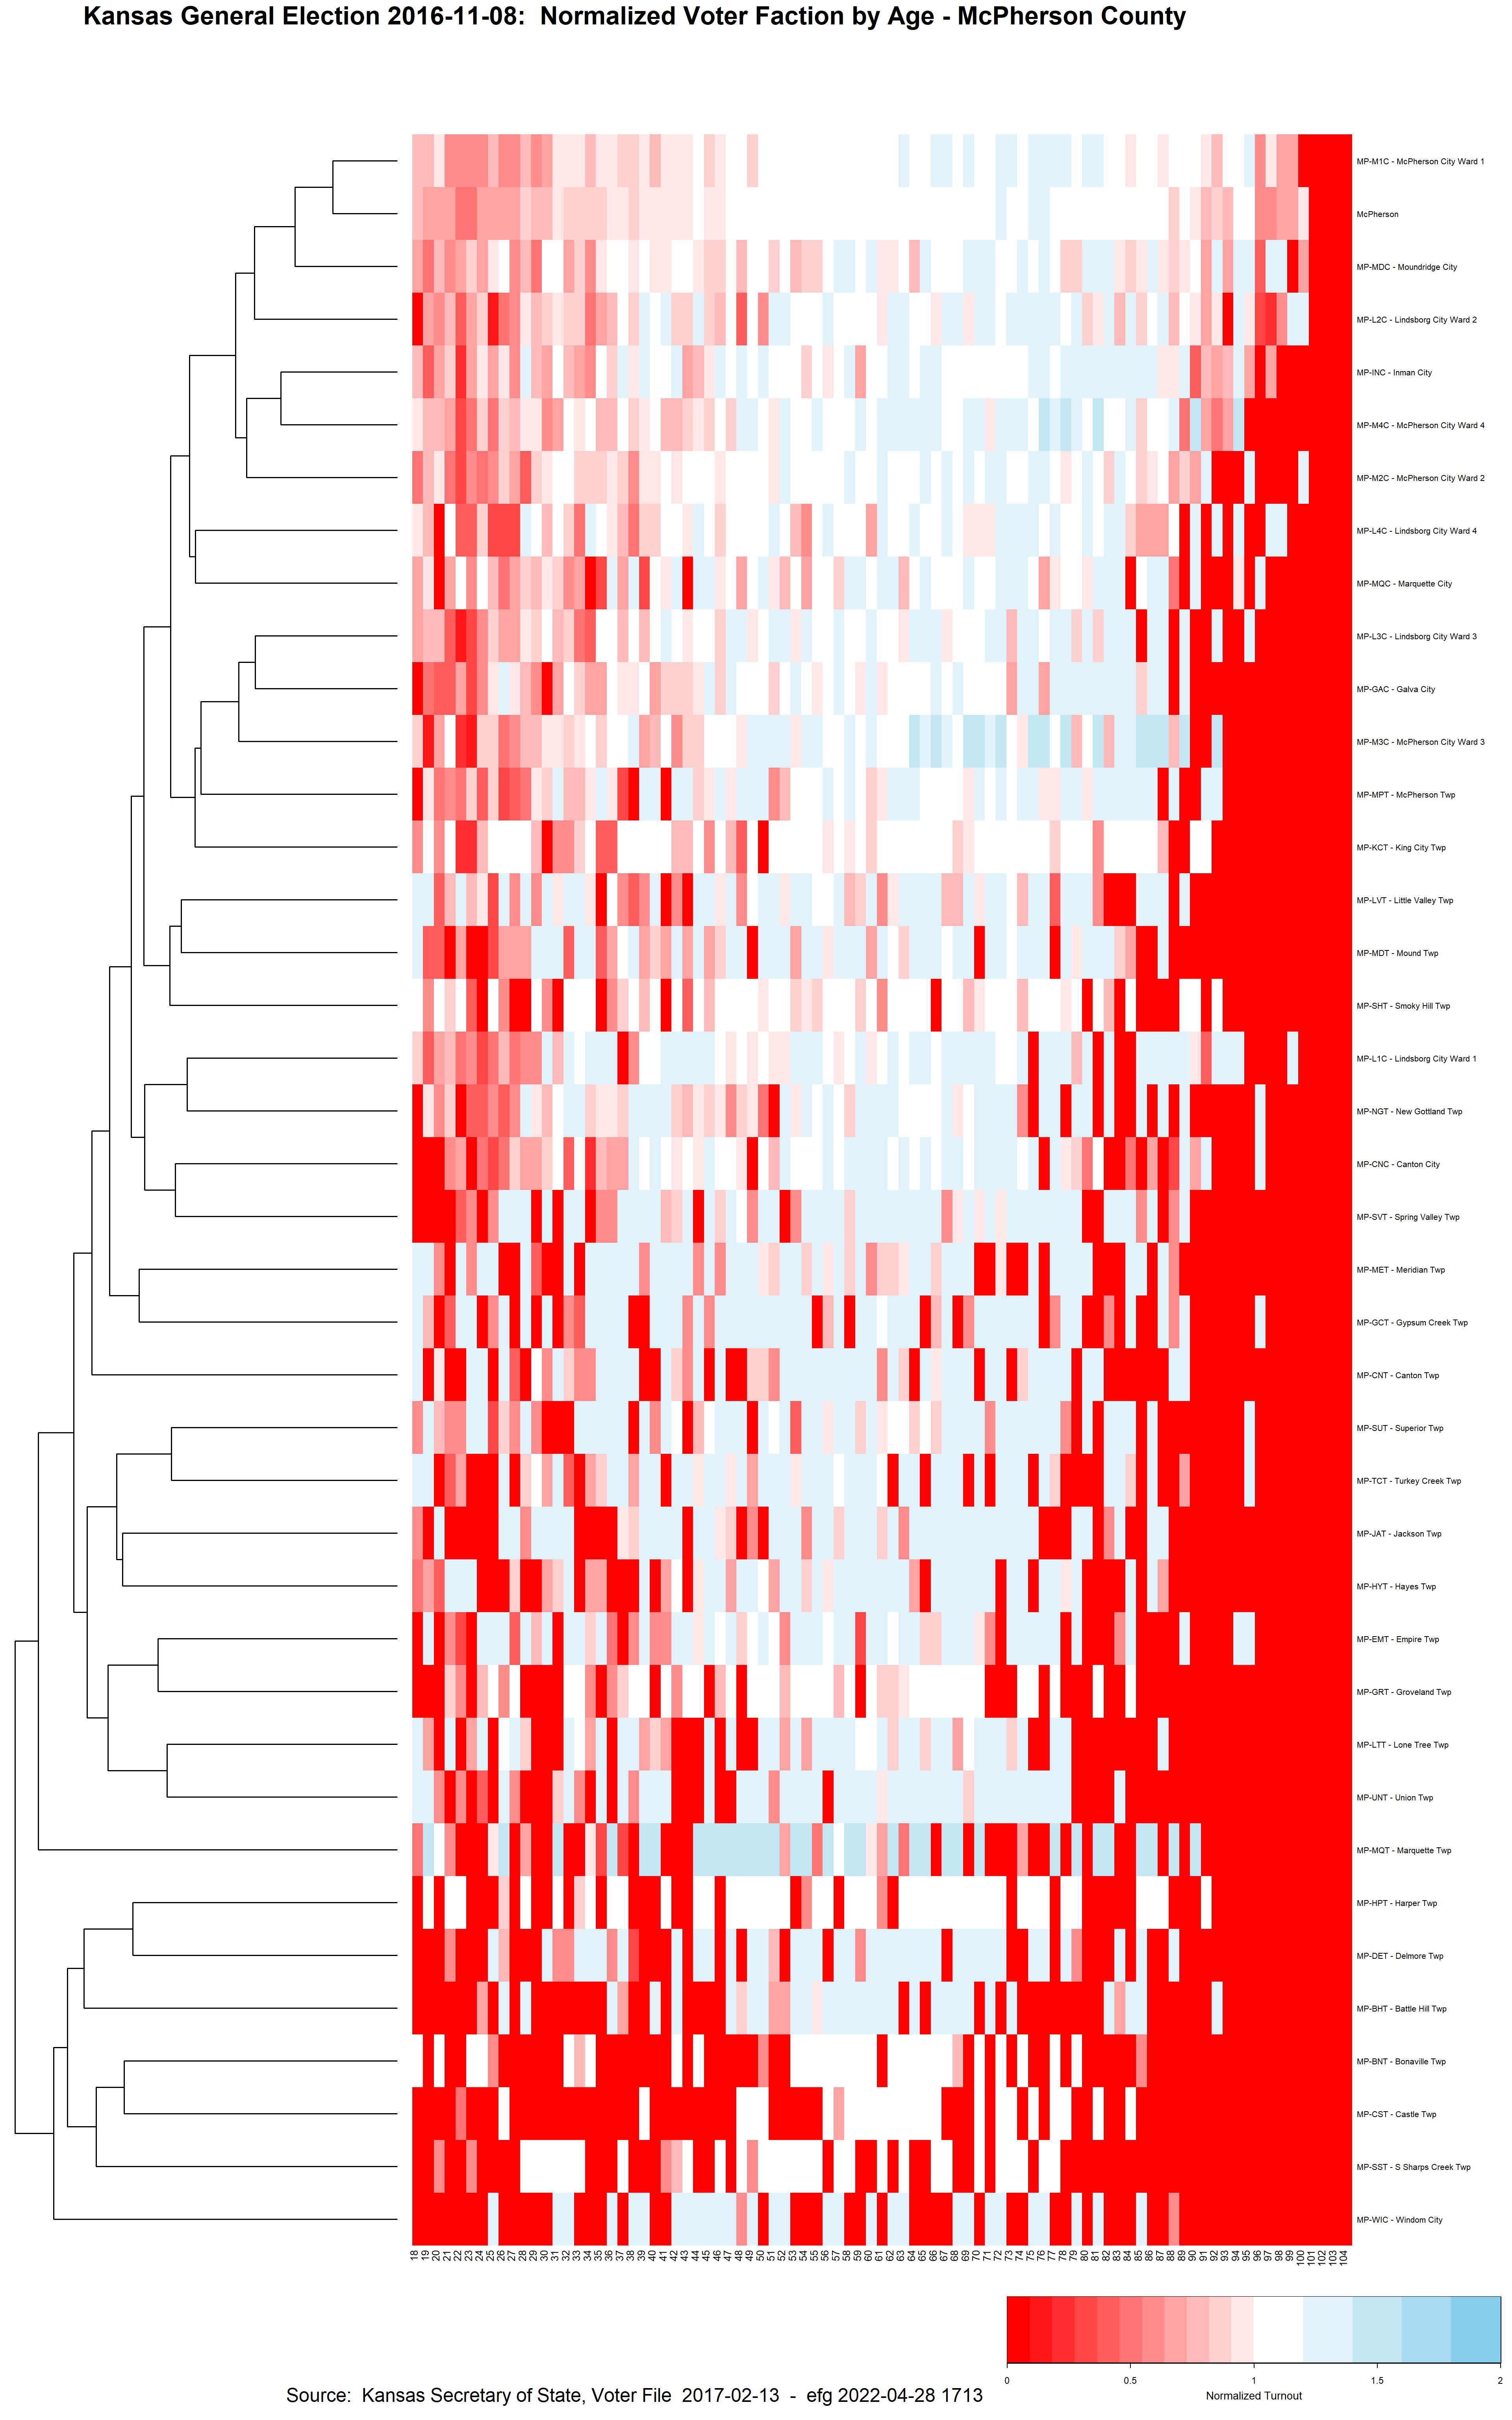 Kansas General Election 2016-11-08:  Normalized Voter Faction by Age - McPherson County
MP-M1C - McPherson City Ward 1
McPherson
MP-MDC - Moundridge City
MP-L2C - Lindsborg City Ward 2
MP-INC - Inman City
MP-M4C - McPherson City Ward 4
MP-M2C - McPherson City Ward 2
MP-L4C - Lindsborg City Ward 4
MP-MQC - Marquette City
MP-L3C - Lindsborg City Ward 3
MP-GAC - Galva City
MP-M3C - McPherson City Ward 3
MP-MPT - McPherson Twp
MP-KCT - King City Twp
MP-LVT - Little Valley Twp
MP-MDT - Mound Twp
MP-SHT - Smoky Hill Twp
MP-L1C - Lindsborg City Ward 1
MP-NGT - New Gottland Twp
MP-CNC - Canton City
MP-SVT - Spring Valley Twp
MP-MET - Meridian Twp
MP-GCT - Gypsum Creek Twp
MP-CNT - Canton Twp
MP-SUT - Superior Twp
MP-TCT - Turkey Creek Twp
MP-JAT - Jackson Twp
MP-HYT - Hayes Twp
MP-EMT - Empire Twp
MP-GRT - Groveland Twp
MP-LTT - Lone Tree Twp
MP-UNT - Union Twp
MP-MQT - Marquette Twp
MP-HPT - Harper Twp
MP-DET - Delmore Twp
MP-BHT - Battle Hill Twp
MP-BNT - Bonaville Twp
MP-CST - Castle Twp
MP-SST - S Sharps Creek Twp
MP-WIC - Windom City
18 19 20 21 22 23 24 25 26 27 28 29 30 31 32 33 34 35 36 37 38 39 40 41 42 43 44 45 46 47 48 49 50 51 52 53 54 55 56 57 58 59 60 61 62 63 64 65 66 67 68 69 70 71 72 73 74 75 76 77 78 79 80 81 82 83 84 85 86 87 88 89 90 91 92 93 94 95 96 97 99 100 101 102 103 104
0 0.5 1 1.5 2
Normalized Turnout
Source:  Kansas Secretary of State, Voter File  2017-02-13  -  efg 2022-04-28 1713